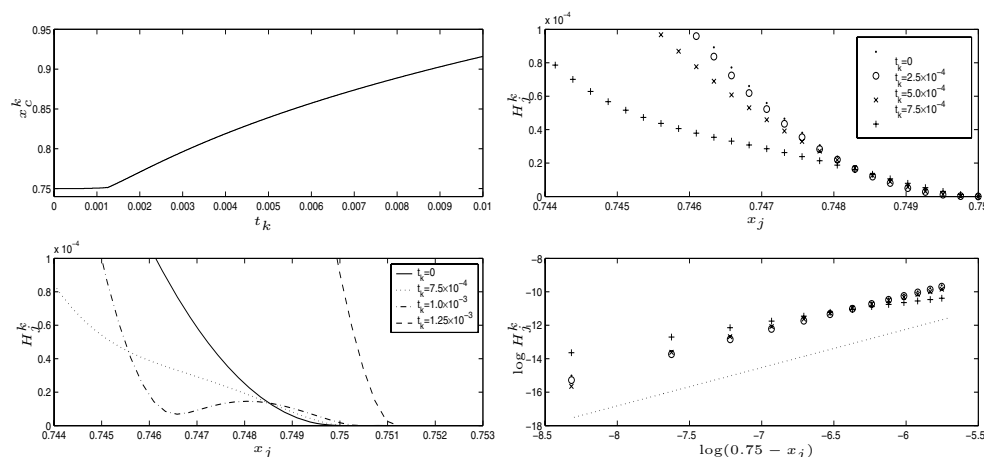 0.95
0.85
0.75
x_c^k
0 0.001 0.002 0.003 0.004 0.005 0.006 0.007 0.008 0.009 0.01
t_k
x 10^{-4}
1
0.8
0.6
0.4
0.2
0
H_j^k
0.744 0.745 0.746 0.747 0.748 0.749 0.75
x_j
t_k=0
t_k=2.5×10^{-4}
t_k=5.0×10^{-4}
t_k=7.5×10^{-4}
x 10^{-4}
1
0.8
0.6
0.4
0.2
0
H_j^k
0.744 0.745 0.746 0.747 0.748 0.749 0.75 0.751 0.752 0.753
x_j
t_k=0
t_k=7.5×10^{-4}
t_k=1.0×10^{-3}
t_k=1.25×10^{-3}
−8
−10
−12
−14
−16
−18
log H_j^k
−8.5 −8 −7.5 −7 −6.5 −6 −5.5
log(0.75 − x_j)